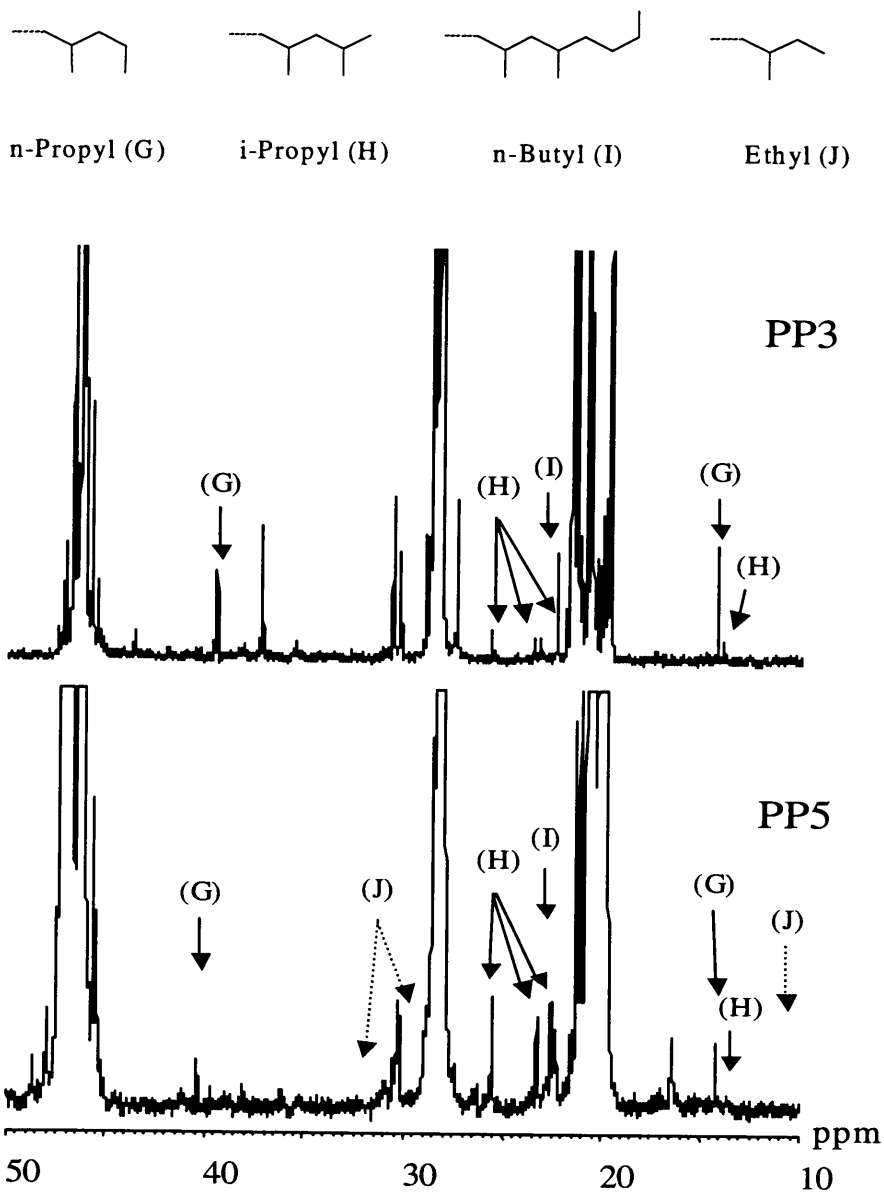 n-Propyl (G) i-Propyl (H) n-Butyl (I) Ethyl (J)
PP3
(G) (H) (I) (G) (H)
PP5
(G) (J) (H) (I) (G) (J) (H)
ppm
50 40 30 20 10